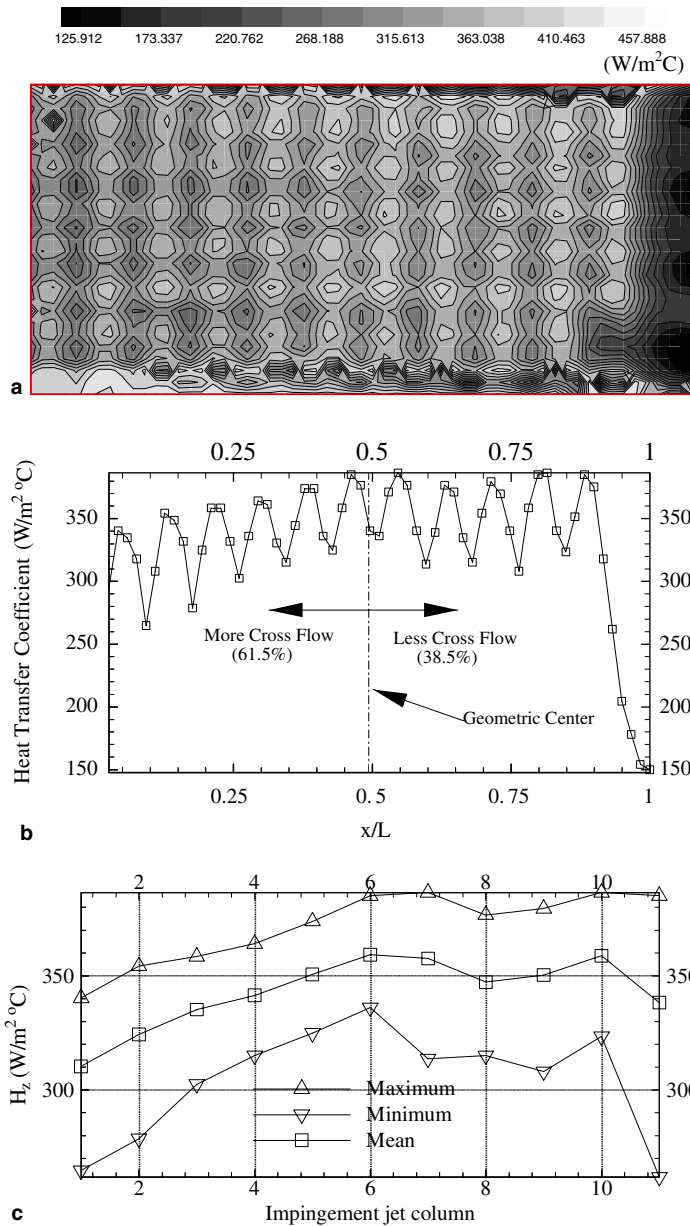 125.912 173.337 220.762 268.188 315.613 363.038 410.463 457.888
(W/m²C)
a
0.25 0.5 0.75 1
Heat Transfer Coefficient (W/m² °C)
350 350
300 300
250
200 200
150 150
More Cross Flow
(61.5%)
Less Cross Flow
(38.5%)
Geometric Center
0.25 0.5 0.75 1
x/L
b
2 4 6 8 10
H_z (W/m² °C)
350 350
300 300
Maximum
Minimum
Mean
2 4 6 8 10
Impingement jet column
c